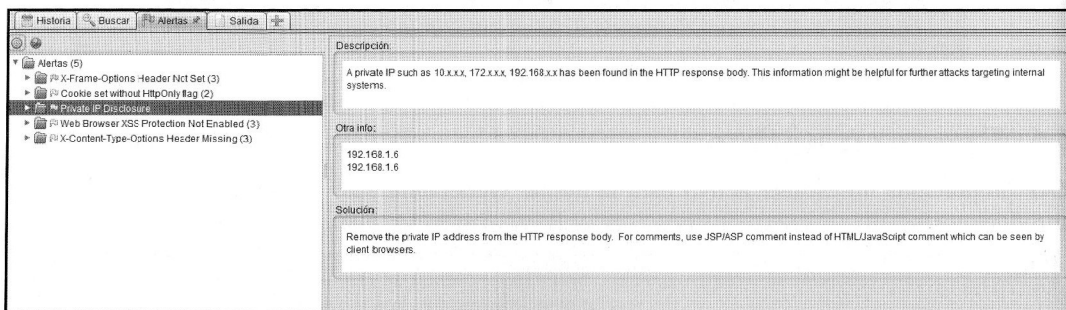 Historia Buscar Alertas Salida
Alertas (5)
X-Frame-Options Header Not Set (3)
Cookie set without HttpOnly flag (2)
Private IP Disclosure
Web Browser XSS Protection Not Enabled (3)
X-Content-Type-Options Header Missing (3)
Descripción:
A private IP such as 10.x.x.x, 172.x.x.x, 192.168.x.x has been found in the HTTP response body. This information might be helpful for further attacks targeting internal
systems.
Otra info:
192.168.1.6
192.168.1.6
Solución:
Remove the private IP address from the HTTP response body. For comments, use JSP/ASP comment instead of HTML/JavaScript comment which can be seen by
client browsers.